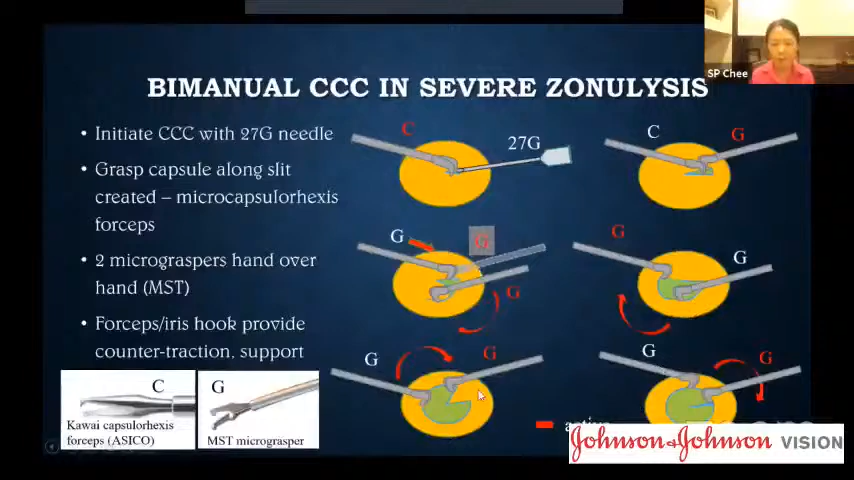 SP Chee
BIMANUAL CCC IN SEVERE ZONULYSIS
• Initiate CCC with 27G needle
• Grasp capsule along slit
created – microcapsulorhexis
forceps
• 2 micrograspers hand over
hand (MST)
• Forceps/iris hook provide
counter-traction, support
C
27G
C
G
G
G
G
G
G
G
G
G
G
C
Kawai capsulorhexis
forceps (ASICO)
G
MST micrograsper
Johnson & Johnson VISION